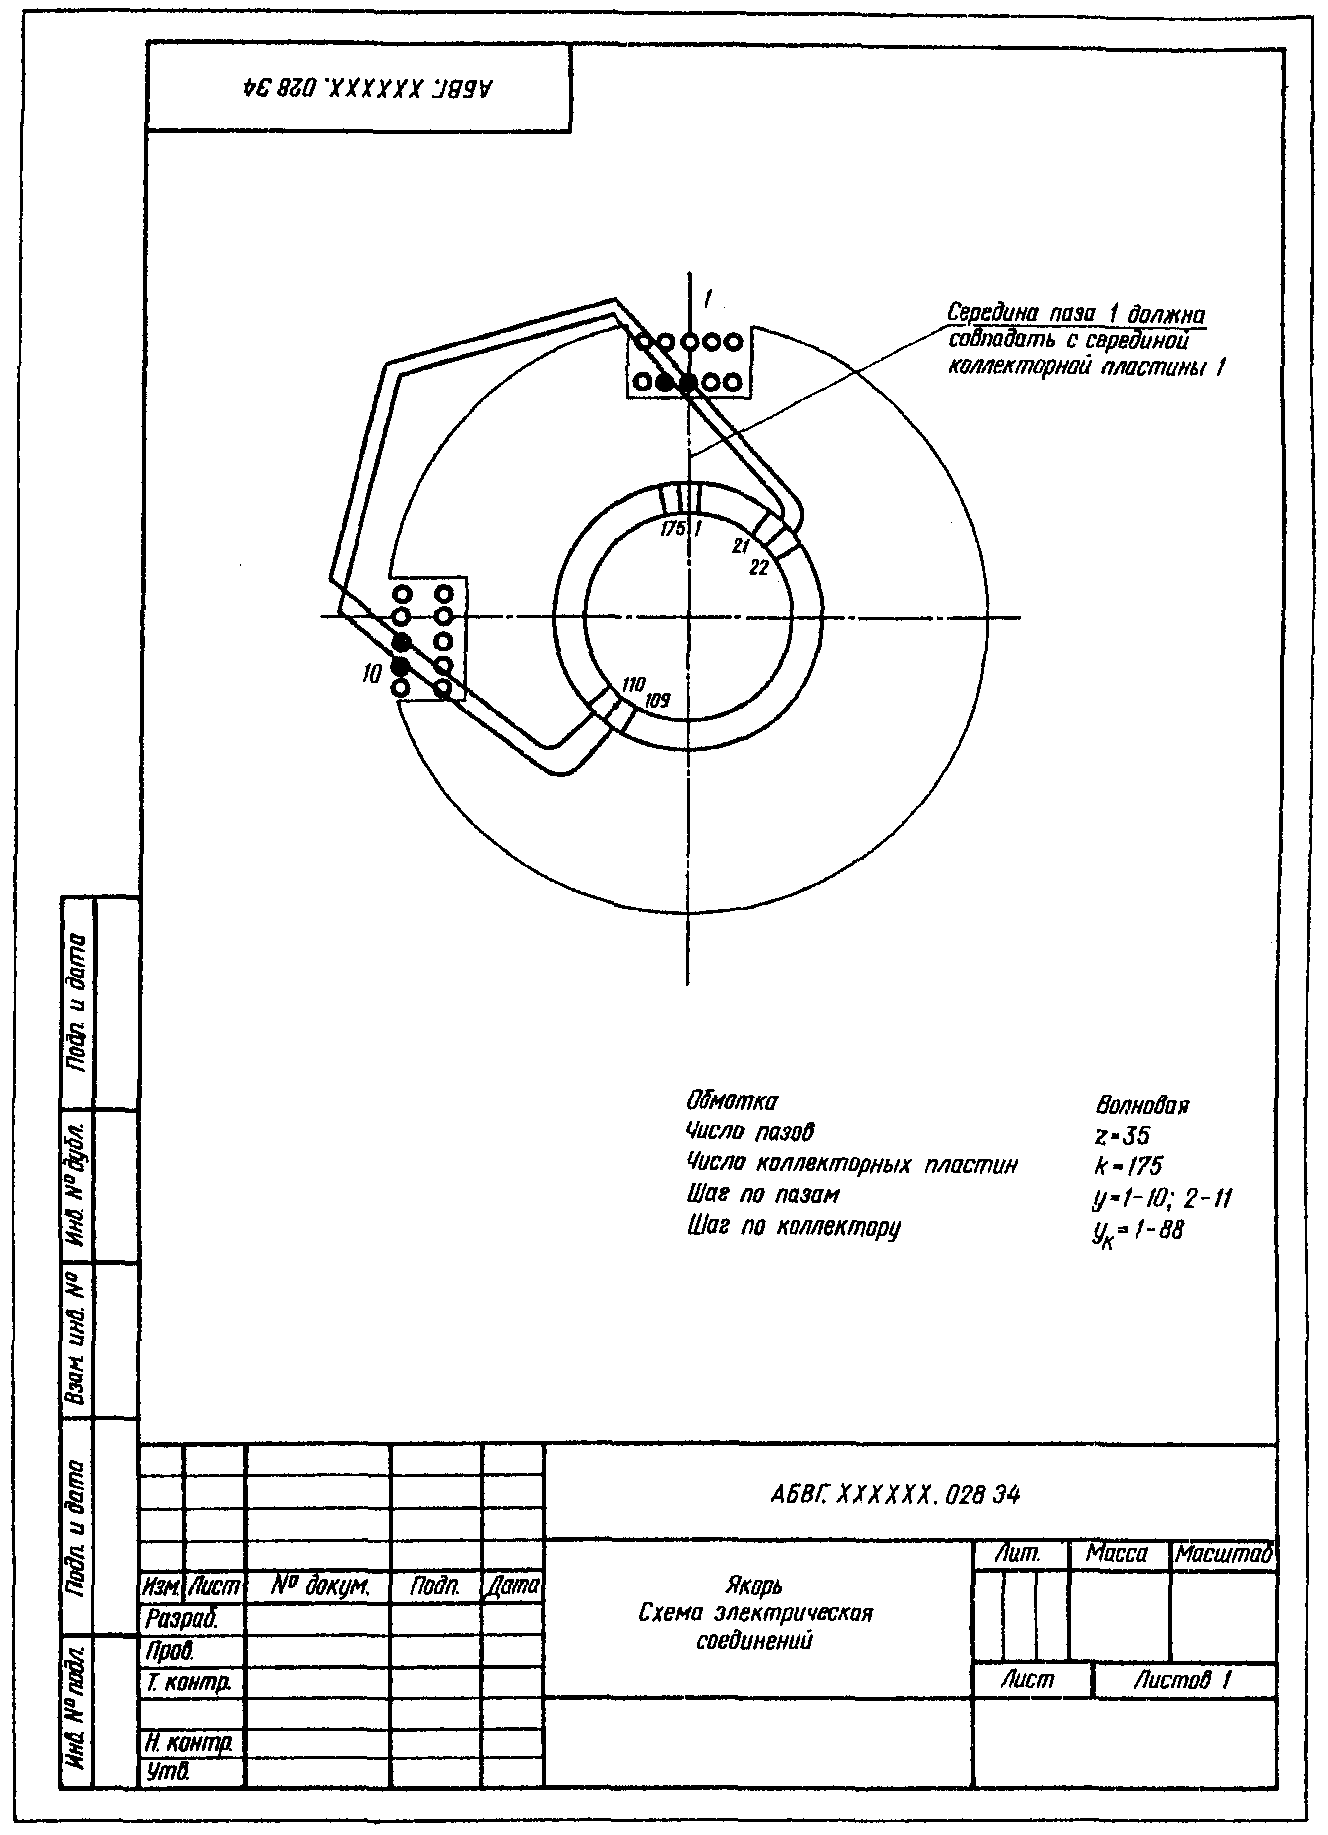 АБВГ. XXXXXX. 028 Э4
1
Середина паза 1 должна
совпадать с серединой
коллекторной пластины 1
175 1
21
22
10
110
109
Обмотка Волновая
Число пазов z=35
Число коллекторных пластин k=175
Шаг по пазам y=1-10; 2-11
Шаг по коллектору yк=1-88
Подп. и дата
Инв. № дубл.
Взам. инв. №
Подп. и дата
Инв. № подл.
АБВГ. XXXXXX. 028 Э4
Изм. Лист № докум. Подп. Дата
Разраб.
Пров.
Т. контр.
Н. контр.
Утв.
Якорь
Схема электрическая
соединений
Лит. Масса Масштаб
Лист Листов 1